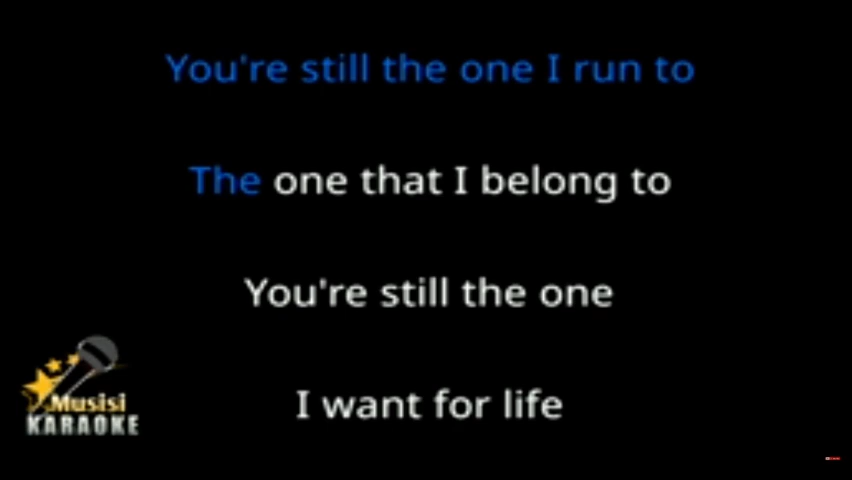 You're still the one I run to
The one that I belong to
You're still the one
I want for life
Musisi
KARAOKE